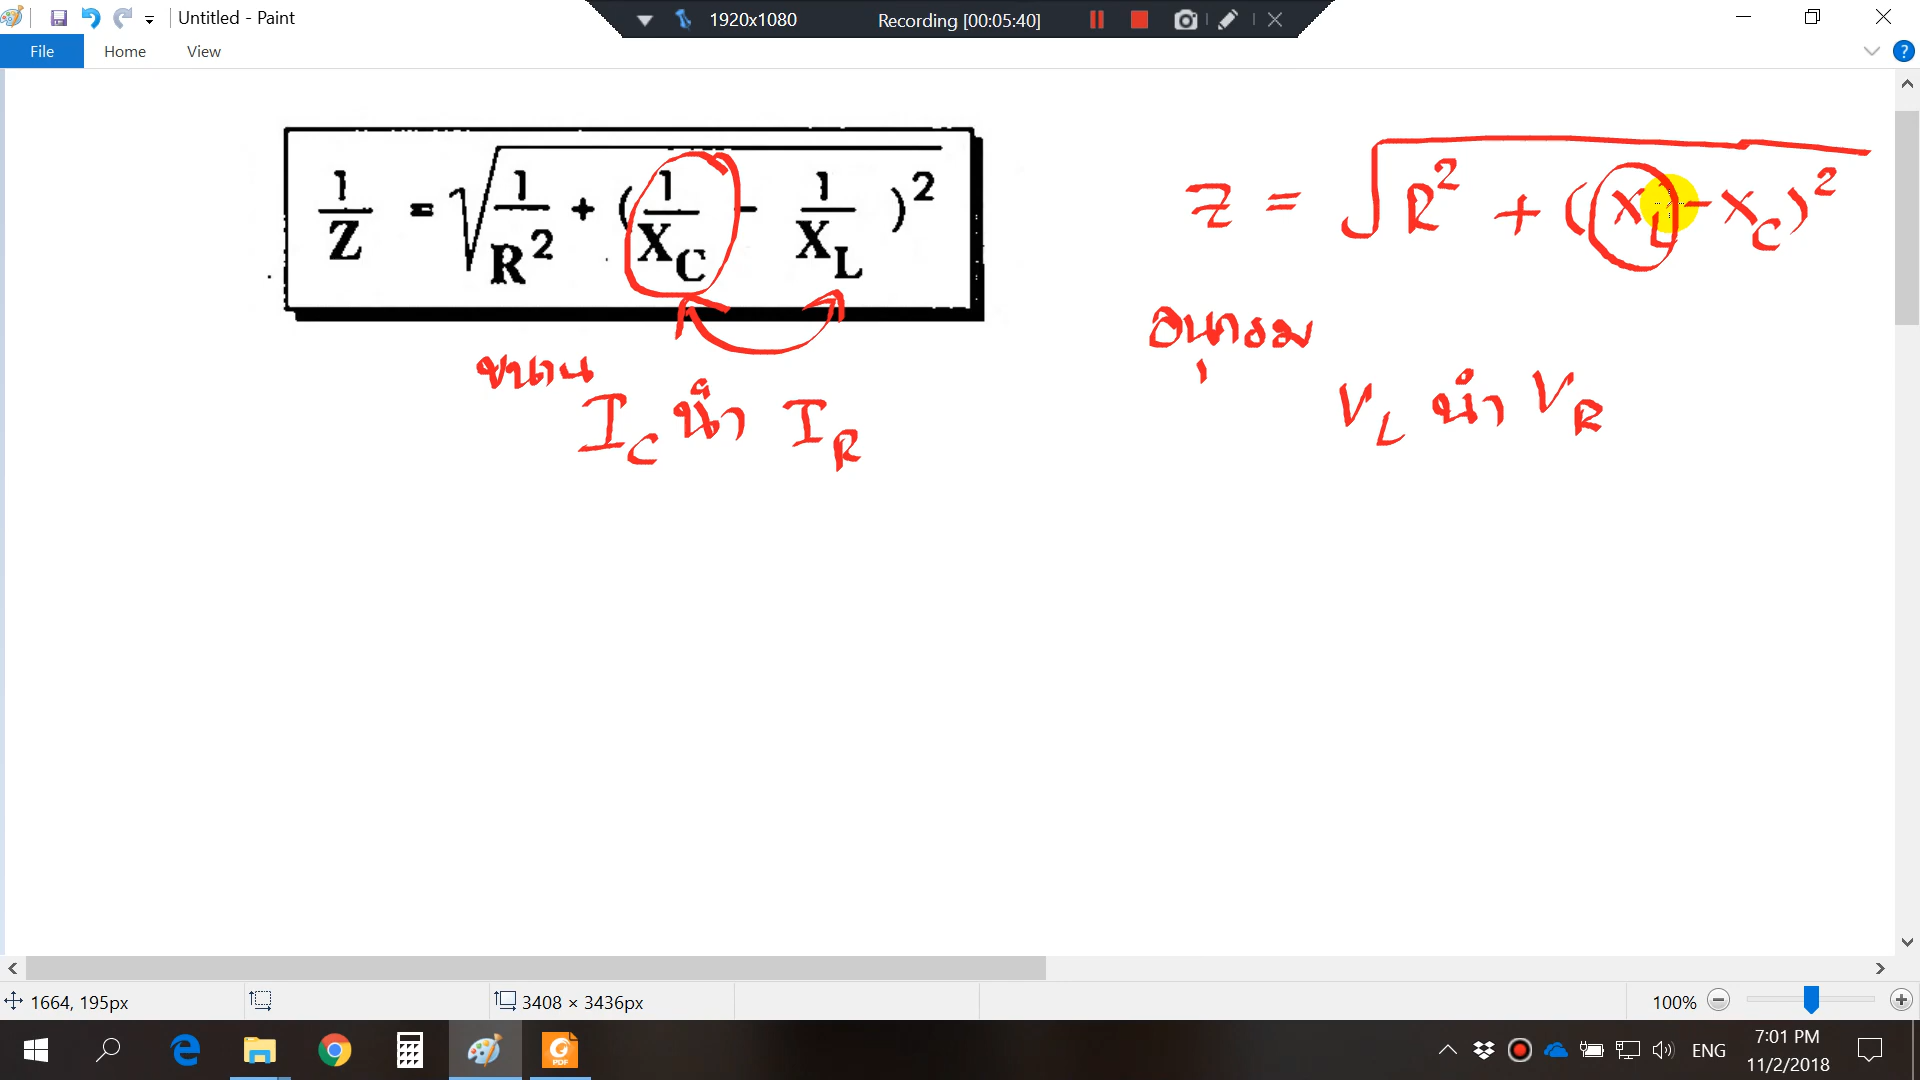 Untitled - Paint
1920x1080
Recording [00:05:40]
File Home View
1/Z = √(1/R² + (1/X_C - 1/X_L)²)
Z = √(R² + (X_L - X_C)²)
ขนาน
I_C นำ I_R
อนุกรม
V_L นำ V_R
1664, 195px
3408 × 3436px
100%
PDF
ENG
7:01 PM
11/2/2018